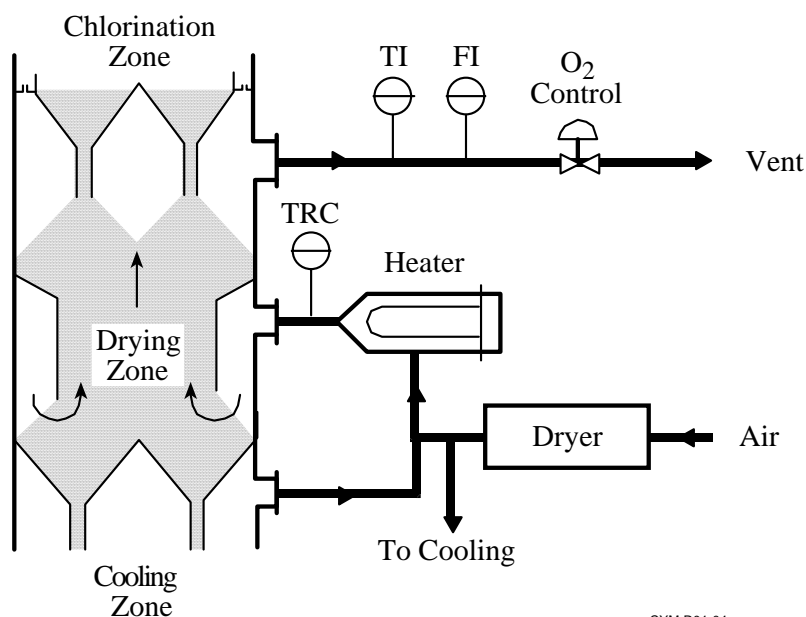 Chlorination
Zone
TI
FI
O2
Control
Vent
TRC
Heater
Drying
Zone
Dryer
Air
To Cooling
Cooling
Zone